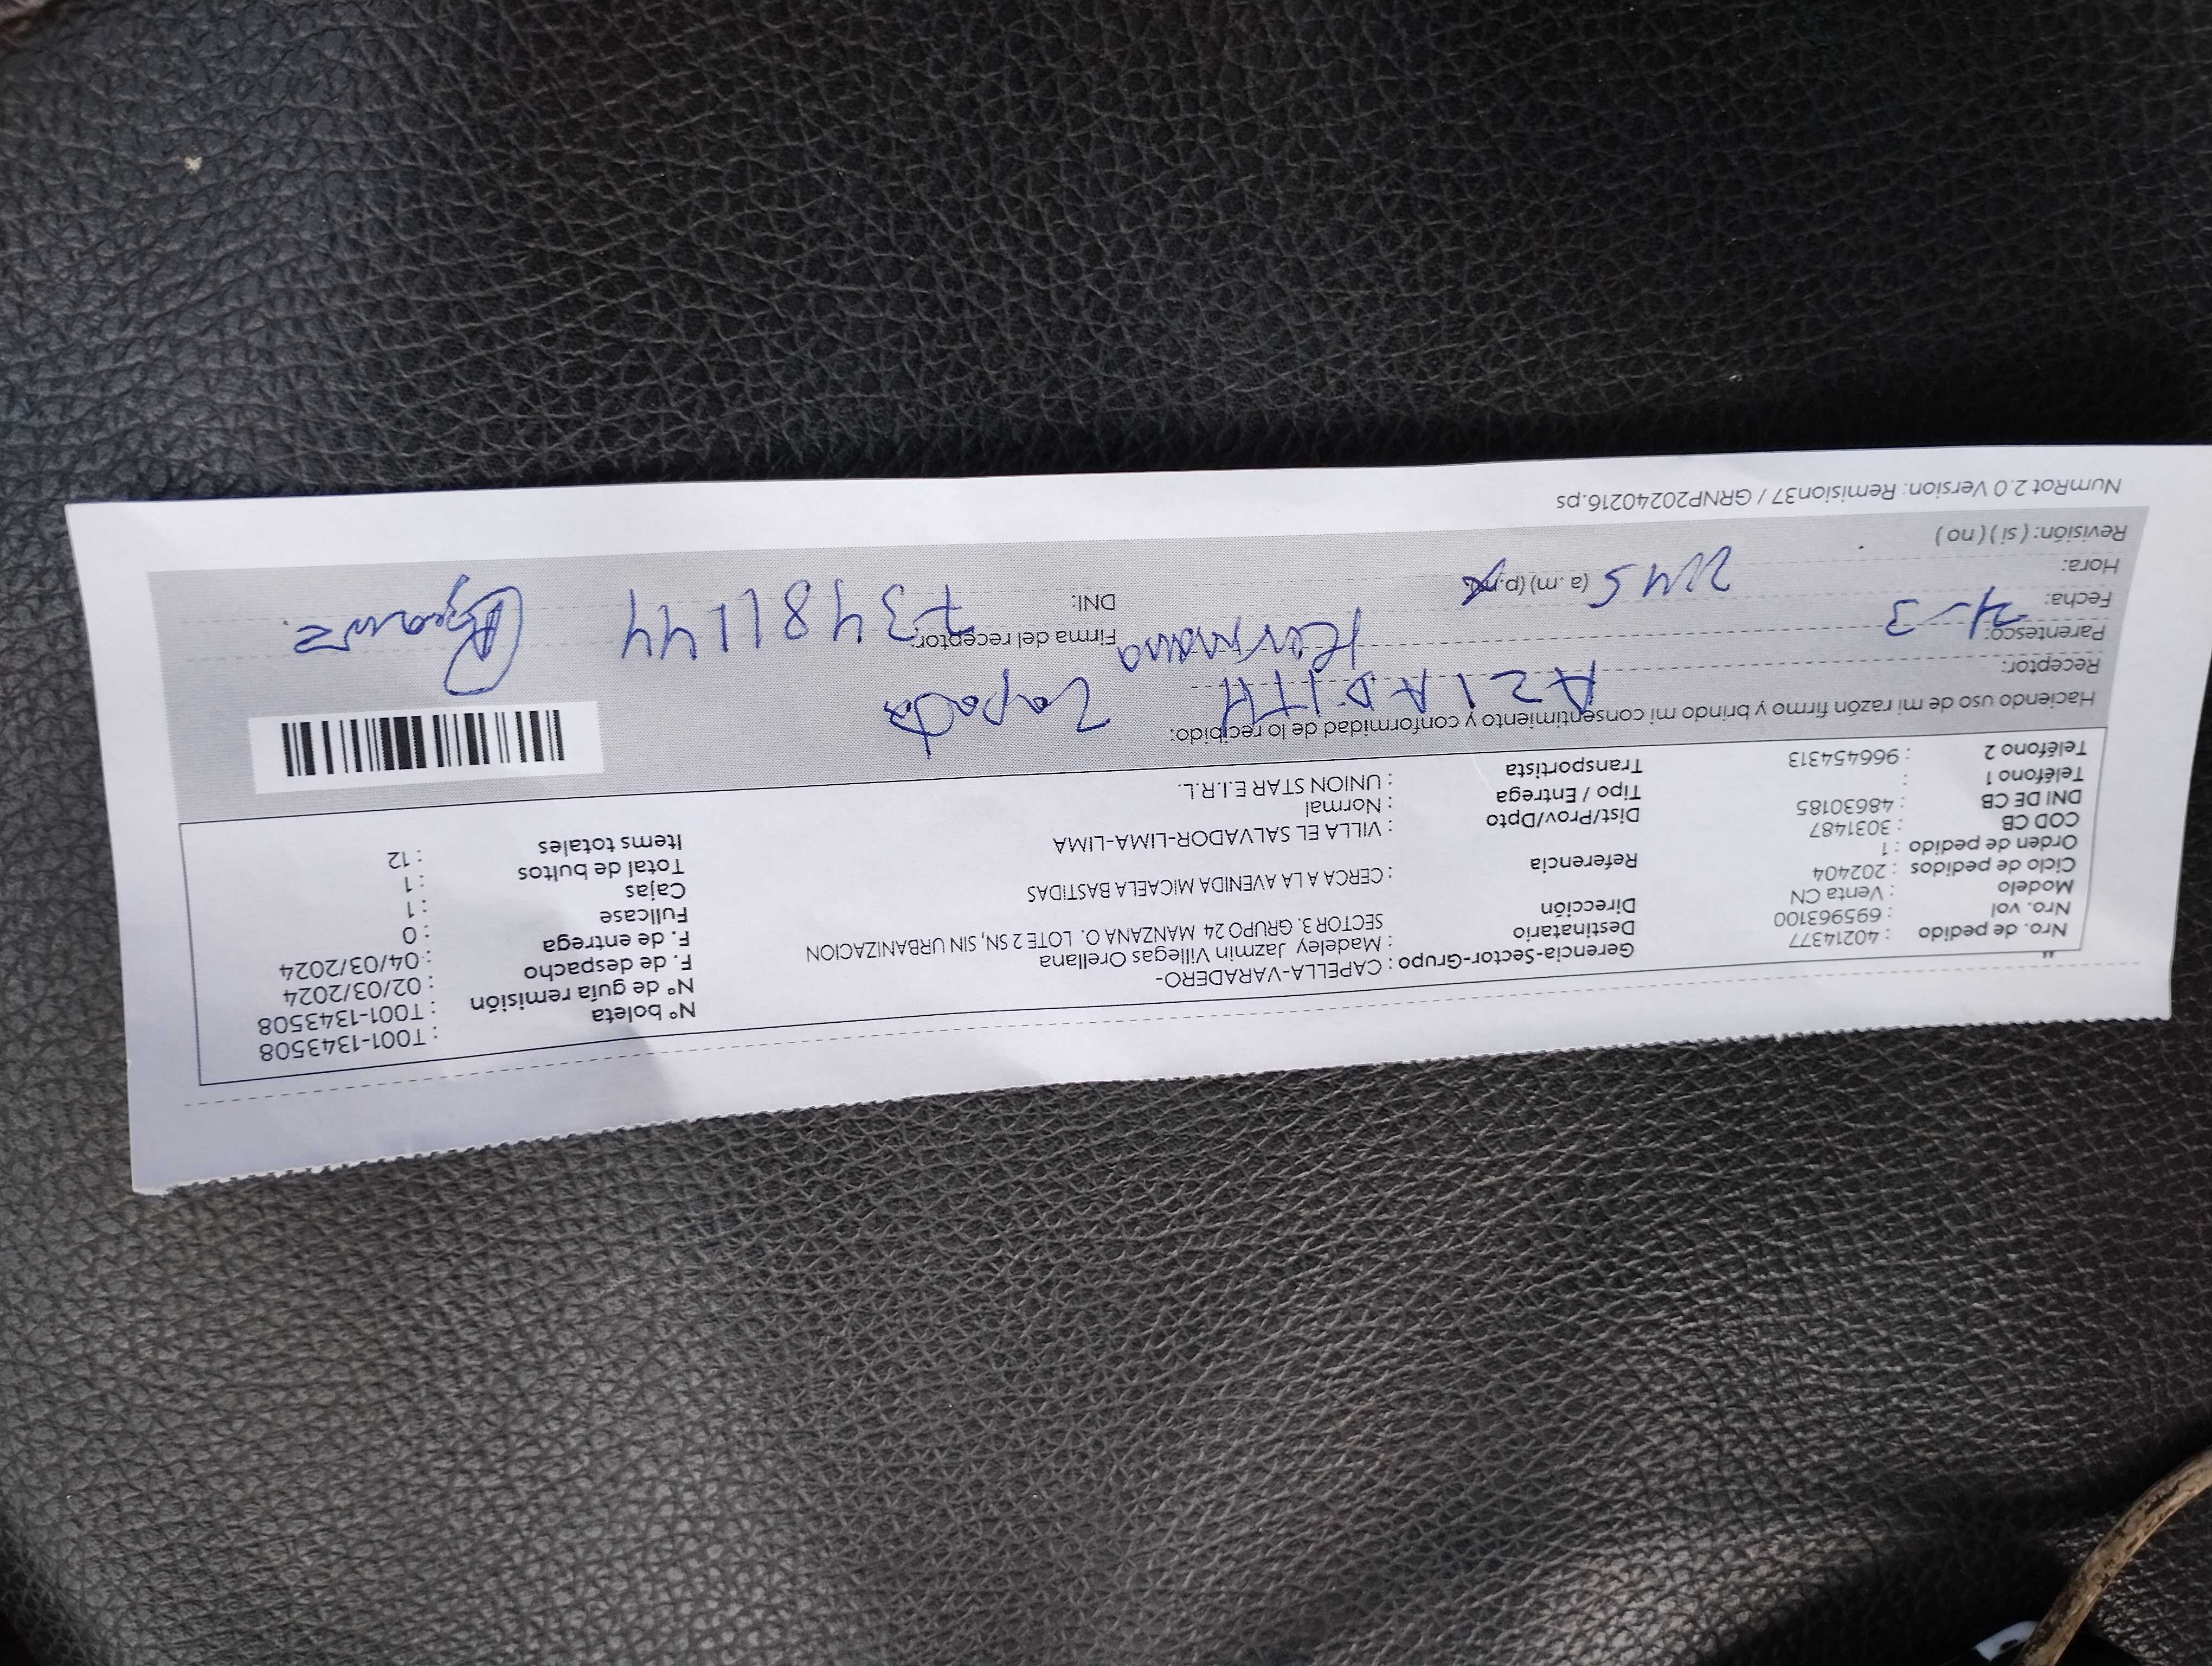 Nro. de pedido : 40214377
Nro. vol : 695963100
Modelo : Venta CN
Ciclo de pedidos : 202404
Orden de pedido : 1
COD CB : 3031487
DNI DE CB : 48630185
Teléfono 1 :
Teléfono 2 : 966454313
Gerencia-Sector-Grupo : CAPELLA-VARADERO-
Destinatario : Madeley Jazmin Villegas Orellana
Dirección SECTOR 3. GRUPO 24 MANZANA O. LOTE 2 SN, SIN URBANIZACION
Referencia : CERCA A LA AVENIDA MICAELA BASTIDAS
Dist/Prov/Dpto : VILLA EL SALVADOR-LIMA-LIMA
Tipo / Entrega : Normal
Transportista : UNION STAR E.I.R.L.
N° boleta : T001-1343508
N° de guía remisión : T001-1343508
F. de despacho : 02/03/2024
F. de entrega : 04/03/2024
Fullcase : 0
Cajas : 1
Total de bultos : 1
Items totales : 12
Haciendo uso de mi razón firmo y brindo mi consentimiento y conformidad de lo recibido:
Receptor: AZIADITH Zapata
Parentesco: Hermana
Firma del receptor:
Fecha: 4-3
DNI: 73481144
Hora: (a.m) (p.m)
Revisión: ( si ) ( no )
NumRot 2.0 Version: Remision37 / GRNP20240216.ps